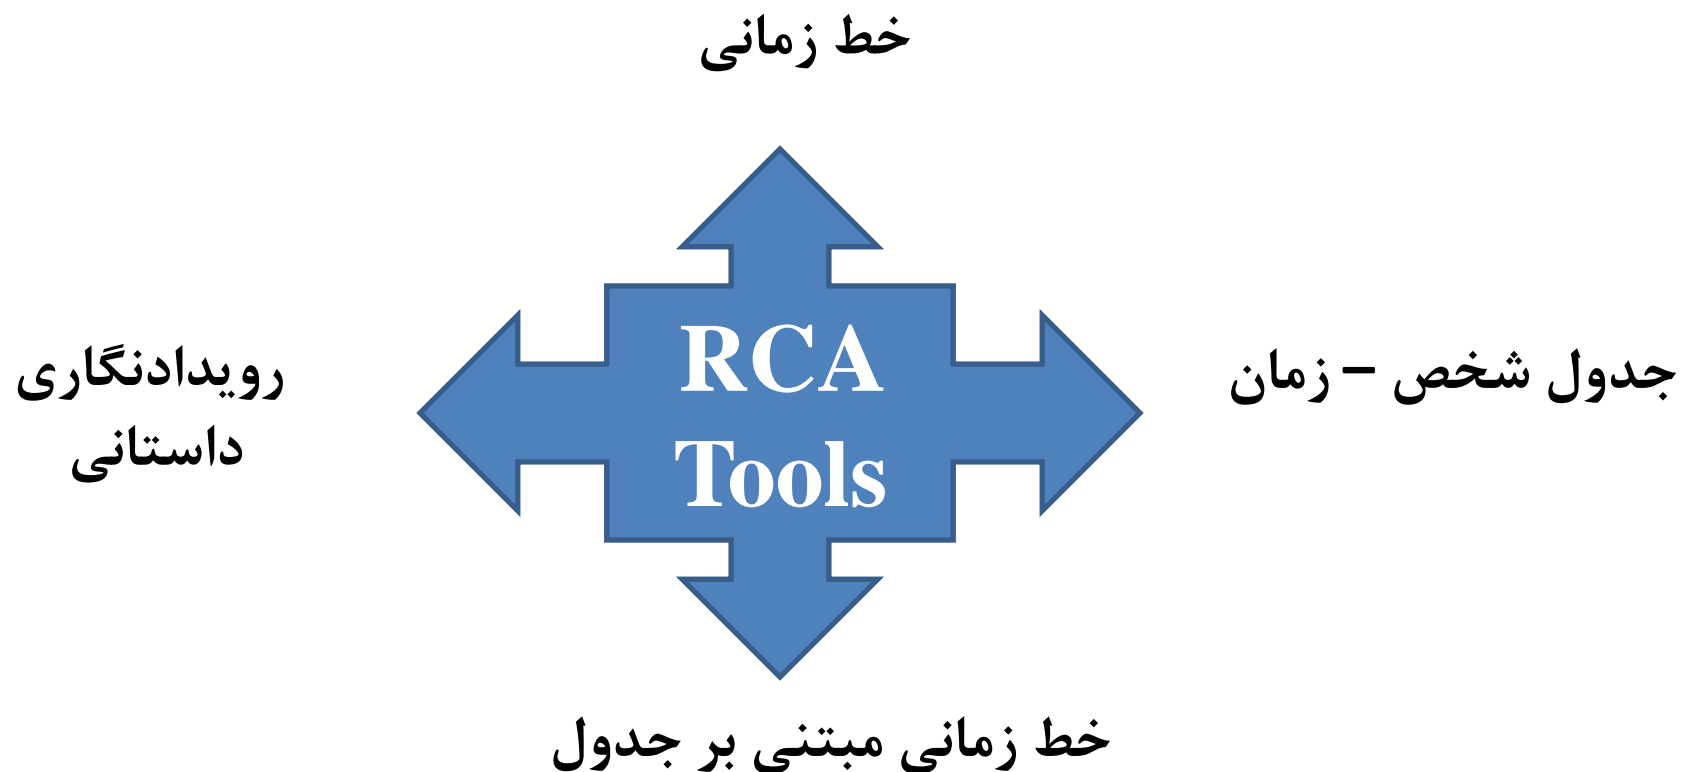 خط زمانی
RCA
Tools
جدول شخص – زمان
رویدادنگاری
داستانی
خط زمانی مبتنی بر جدول